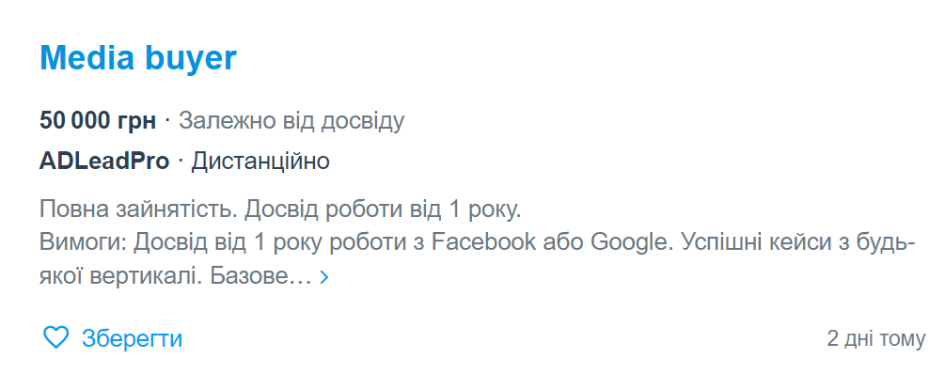 Media buyer
50 000 грн · Залежно від досвіду
ADLeadPro · Дистанційно
Повна зайнятість. Досвід роботи від 1 року.
Вимоги: Досвід від 1 року роботи з Facebook або Google. Успішні кейси з будь-
якої вертикалі. Базове… >
Зберегти
2 дні тому